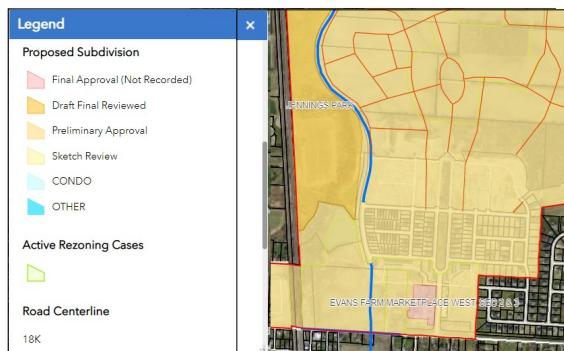 Legend
×
Proposed Subdivision
Final Approval (Not Recorded)
Draft Final Reviewed
Preliminary Approval
Sketch Review
CONDO
OTHER
Active Rezoning Cases
Road Centerline
18K
JENNINGS PARK
EVANS FARM MARKETPLACE WEST, SEC 2 & 3